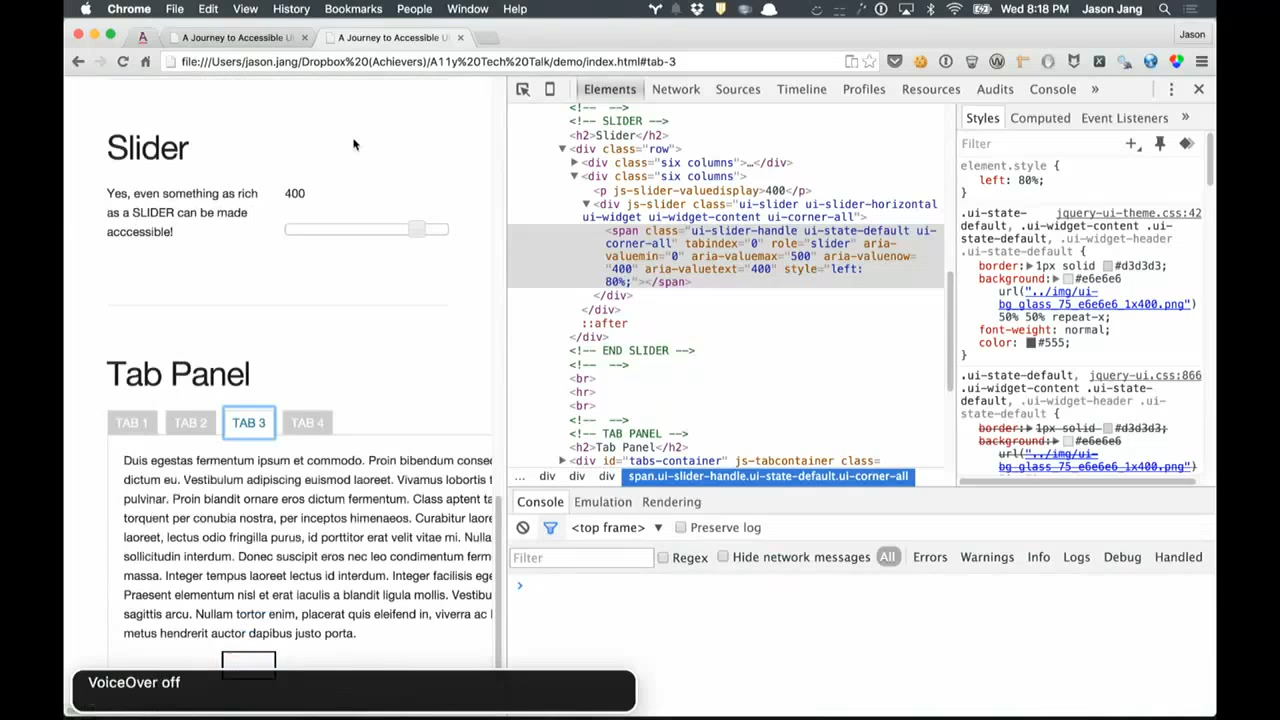 Chrome File Edit View History Bookmarks People Window Help Wed 8:18 PM Jason Jang
A Journey to Accessible U × A Journey to Accessible U × Jason
file:///Users/jason.jang/Dropbox%20(Achievers)/A11y%20Tech%20Talk/demo/index.html#tab-3
Elements Network Sources Timeline Profiles Resources Audits Console »
Slider
Yes, even something as rich
as a SLIDER can be made
acccessible!
400
Tab Panel
TAB 1 TAB 2 TAB 3 TAB 4
Duis egestas fermentum ipsum et commodo. Proin bibendum conse
dictum eu. Vestibulum adipiscing euismod laoreet. Vivamus lobortis
pulvinar. Proin blandit ornare eros dictum fermentum. Class aptent ta
torquent per conubia nostra, per inceptos himenaeos. Curabitur laore
laoreet, lectus odio fringilla purus, id porttitor erat velit vitae mi. Nulla
sollicitudin interdum. Donec suscipit eros nec leo condimentum ferm
massa. Integer tempus laoreet lectus id interdum. Integer facilisis ege
Praesent elementum nisl et erat iaculis a blandit ligula mollis. Vestibu
sagittis arcu. Nullam tortor enim, placerat quis eleifend in, viverra ac
metus hendrerit auctor dapibus justo porta.
VoiceOver off
<!-- -->
<!-- SLIDER -->
<h2>Slider</h2>
<div class="row">
<div class="six columns">…</div>
<div class="six columns">
<p js-slider-valuedisplay>400</p>
<div js-slider class="ui-slider ui-slider-horizontal
ui-widget ui-widget-content ui-corner-all">
<span class="ui-slider-handle ui-state-default ui-
corner-all" tabindex="0" role="slider" aria-
valuemin="0" aria-valuemax="500" aria-valuenow=
"400" aria-valuetext="400" style="left:
80%;"></span>
</div>
</div>
::after
</div>
<!-- END SLIDER -->
<!-- -->
<br>
<hr>
<br>
<!-- -->
<!-- TAB PANEL -->
<h2>Tab Panel</h2>
<div id="tabs-container" js-tabcontainer class=
... div div div span.ui-slider-handle.ui-state-default.ui-corner-all
Styles Computed Event Listeners »
Filter
element.style {
left: 80%;
}
.ui-state- jquery-ui-theme.css:42
default, .ui-widget-content .ui-
state-default, .ui-widget-header
.ui-state-default {
border: 1px solid #d3d3d3;
background: #e6e6e6
url("../img/ui-
bg_glass_75_e6e6e6_1x400.png")
50% 50% repeat-x;
font-weight: normal;
color: #555;
}
.ui-state-default, jquery-ui.css:866
.ui-widget-content .ui-state-
default, .ui-widget-header .ui-
state-default {
border: 1px solid #d3d3d3;
background: #e6e6e6
url("../img/ui-
bg_glass_75_e6e6e6_1x400.png")
Console Emulation Rendering
<top frame> ▼ Preserve log
Filter Regex Hide network messages All Errors Warnings Info Logs Debug Handled